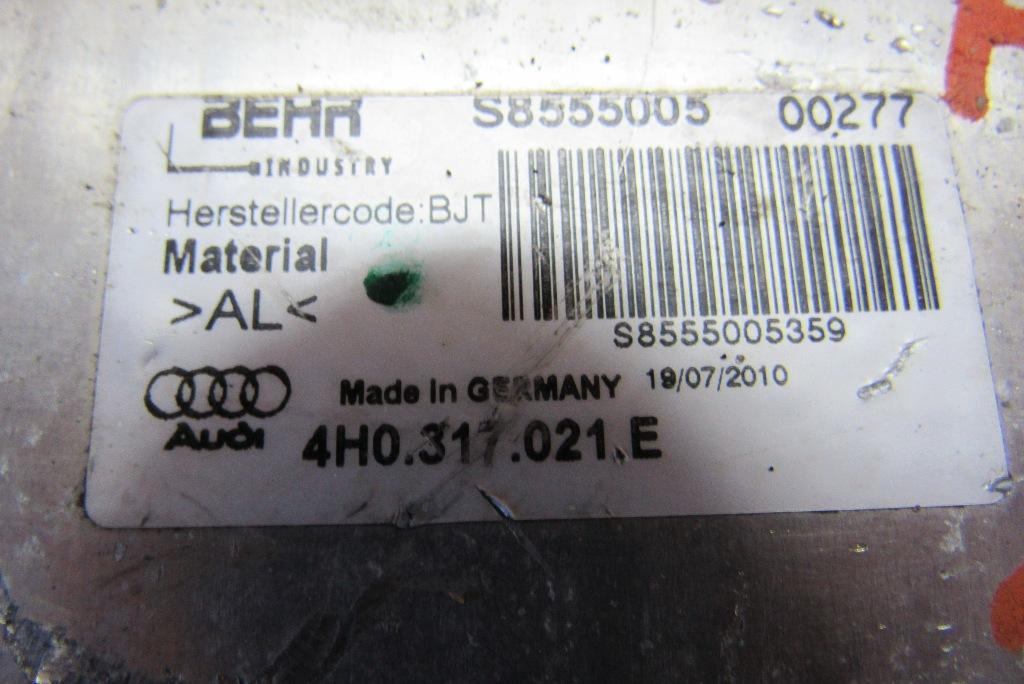 BEHR S8555005 00277
INDUSTRY
Herstellercode:BJT
Material
>AL<
S8555005359
Made in GERMANY 19/07/2010
Audi
4H0.317.021.E